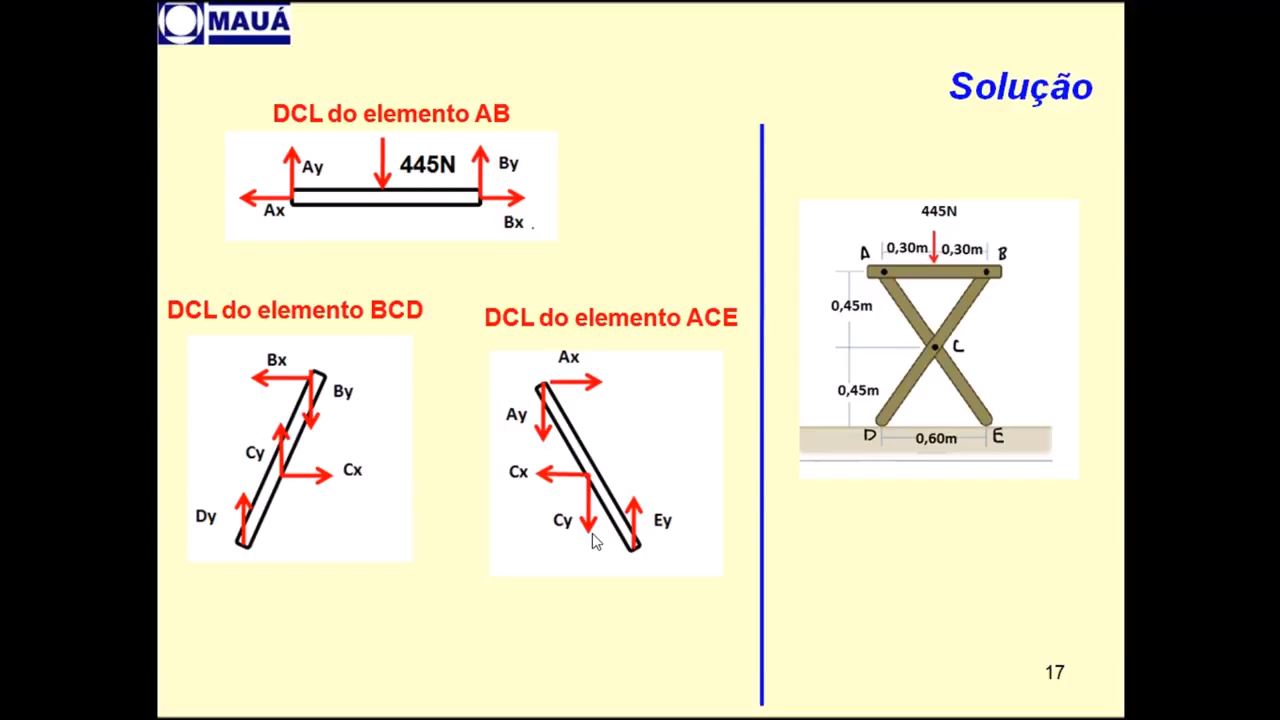 MAUÁ
Solução
DCL do elemento AB
Ay
445N
By
Ax
Bx .
DCL do elemento BCD
Bx
By
Cy
Cx
Dy
DCL do elemento ACE
Ax
Ay
Cx
Cy
Ey
445N
A
0,30m
0,30m
B
0,45m
C
0,45m
D
0,60m
E
17